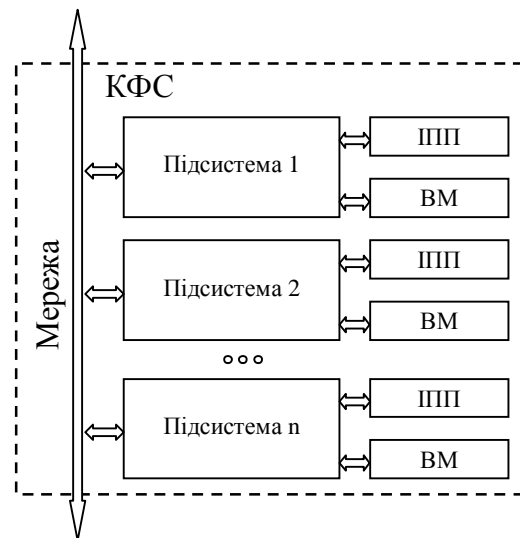 КФС
Мережа
Підсистема 1
ІПП
ВМ
Підсистема 2
ІПП
ВМ
Підсистема n
ІПП
ВМ